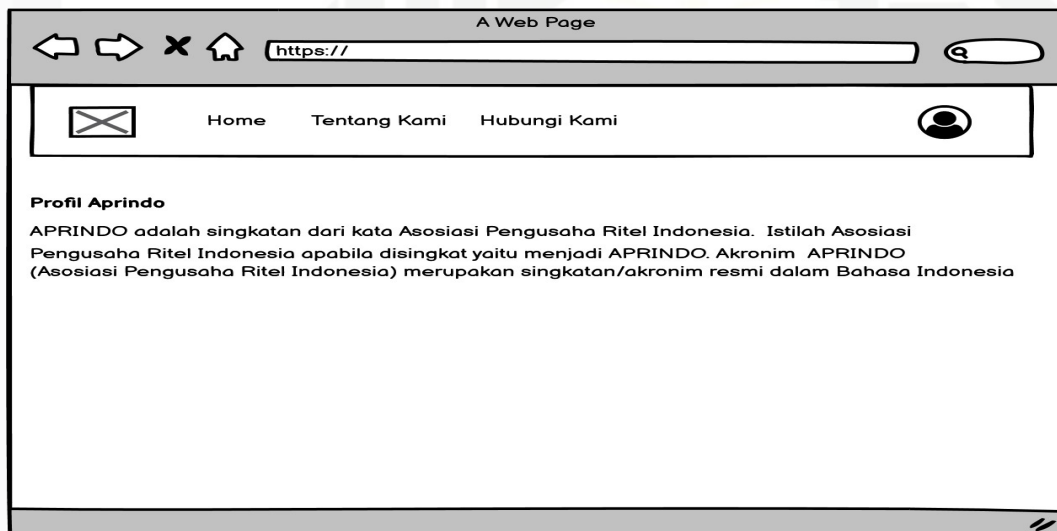 A Web Page
https://
Home Tentang Kami Hubungi Kami
Profil Aprindo
APRINDO adalah singkatan dari kata Asosiasi Pengusaha Ritel Indonesia. Istilah Asosiasi
Pengusaha Ritel Indonesia apabila disingkat yaitu menjadi APRINDO. Akronim APRINDO
(Asosiasi Pengusaha Ritel Indonesia) merupakan singkatan/akronim resmi dalam Bahasa Indonesia